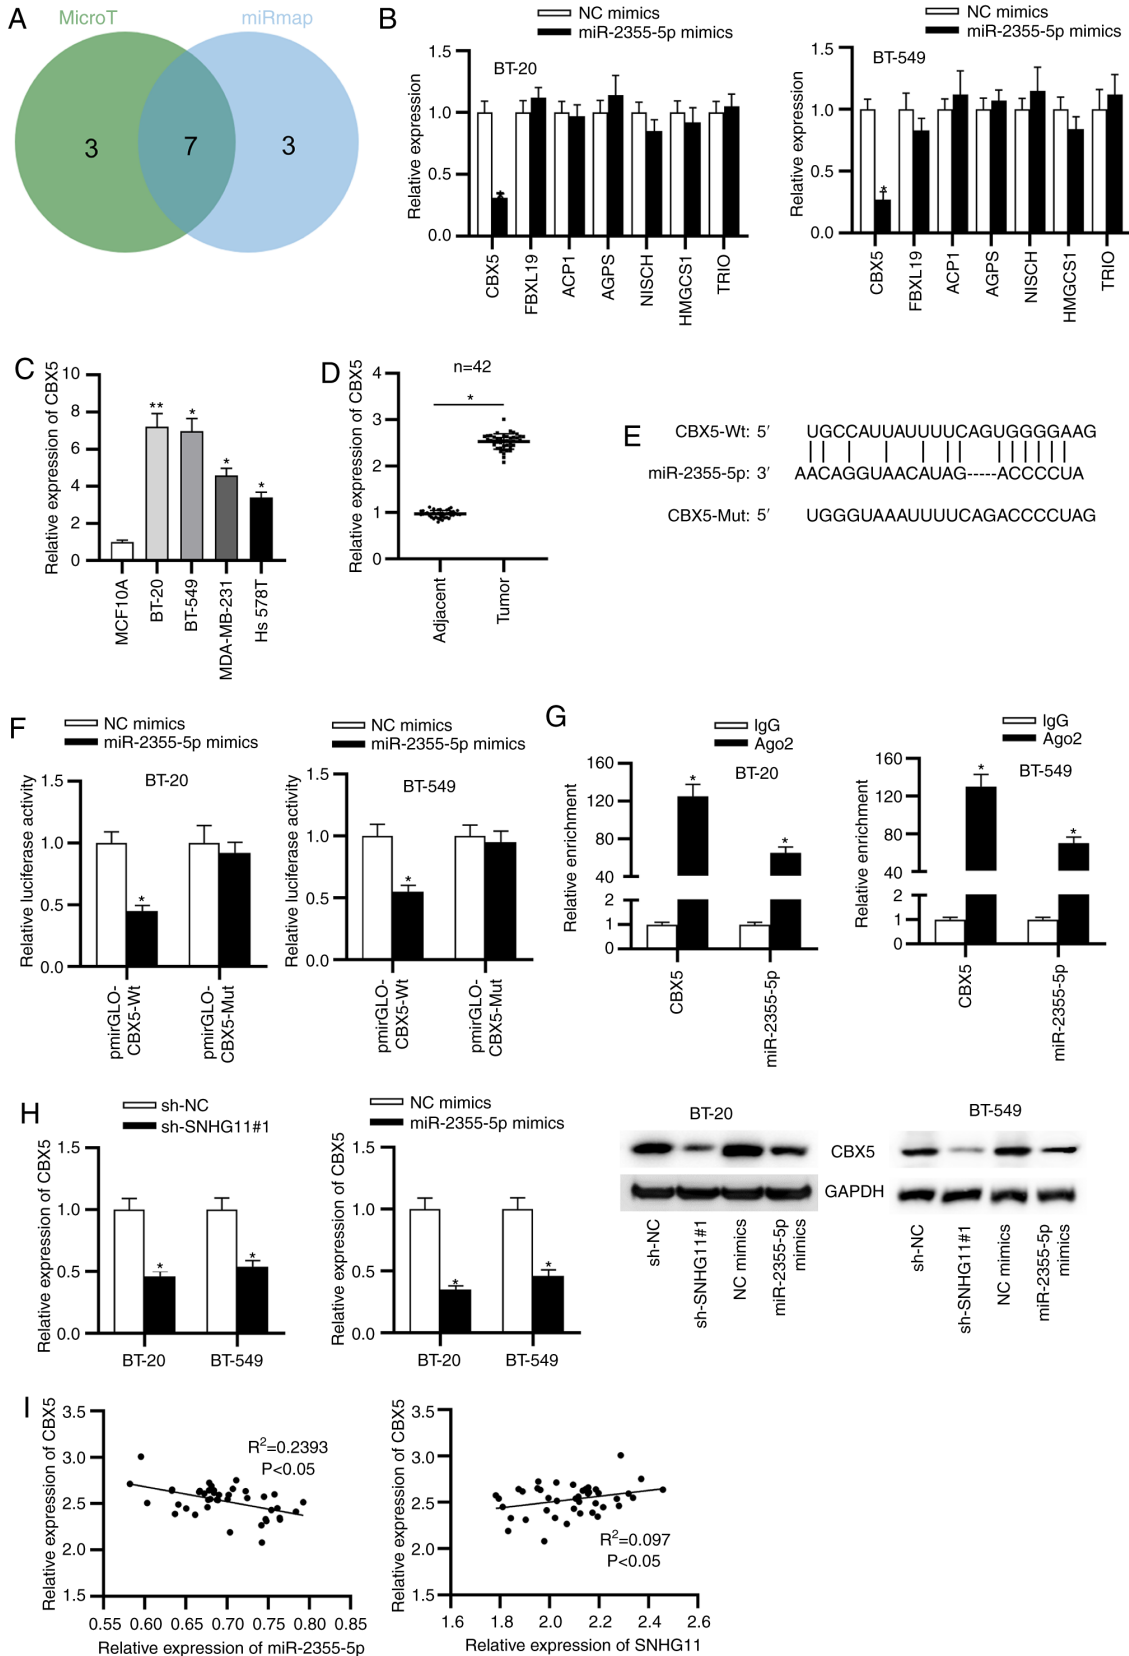 A
MicroT
miRmap
3
7
3
B
NC mimics
miR-2355-5p mimics
BT-20
Relative expression
1.5
1.0
0.5
0.0
*
CBX5
FBXL19
ACP1
AGPS
NISCH
HMGCS1
TRIO
NC mimics
miR-2355-5p mimics
BT-549
Relative expression
1.5
1.0
0.5
0.0
*
CBX5
FBXL19
ACP1
AGPS
NISCH
HMGCS1
TRIO
C
Relative expression of CBX5
10
8
6
4
2
0
**
*
*
*
MCF10A
BT-20
BT-549
MDA-MB-231
Hs 578T
D
Relative expression of CBX5
n=42
*
4
3
2
1
0
Adjacent
Tumor
E
CBX5-Wt: 5′ UGCCAUUAUUUUCAGUGGGGAAG
miR-2355-5p: 3′ AACAGGUAACAUAG-----ACCCCUA
CBX5-Mut: 5′ UGGGUAAAUUUUCAGACCCCUAG
F
NC mimics
miR-2355-5p mimics
BT-20
Relative luciferase activity
1.5
1.0
0.5
0.0
*
pmirGLO-
CBX5-Wt
pmirGLO-
CBX5-Mut
NC mimics
miR-2355-5p mimics
BT-549
Relative luciferase activity
1.5
1.0
0.5
0.0
*
pmirGLO-
CBX5-Wt
pmirGLO-
CBX5-Mut
G
IgG
Ago2
BT-20
Relative enrichment
160
120
80
40
2
1
0
*
*
CBX5
miR-2355-5p
IgG
Ago2
BT-549
Relative enrichment
160
120
80
40
2
1
0
*
*
CBX5
miR-2355-5p
H
sh-NC
sh-SNHG11#1
Relative expression of CBX5
1.5
1.0
0.5
0.0
*
*
BT-20
BT-549
NC mimics
miR-2355-5p mimics
Relative expression of CBX5
1.5
1.0
0.5
0.0
*
*
BT-20
BT-549
BT-20
BT-549
CBX5
GAPDH
sh-NC
sh-SNHG11#1
NC mimics
miR-2355-5p
mimics
sh-NC
sh-SNHG11#1
NC mimics
miR-2355-5p
mimics
I
Relative expression of CBX5
3.5
3.0
2.5
2.0
1.5
R²=0.2393
P<0.05
0.55 0.60 0.65 0.70 0.75 0.80 0.85
Relative expression of miR-2355-5p
Relative expression of CBX5
3.5
3.0
2.5
2.0
1.5
R²=0.097
P<0.05
1.6 1.8 2.0 2.2 2.4 2.6
Relative expression of SNHG11